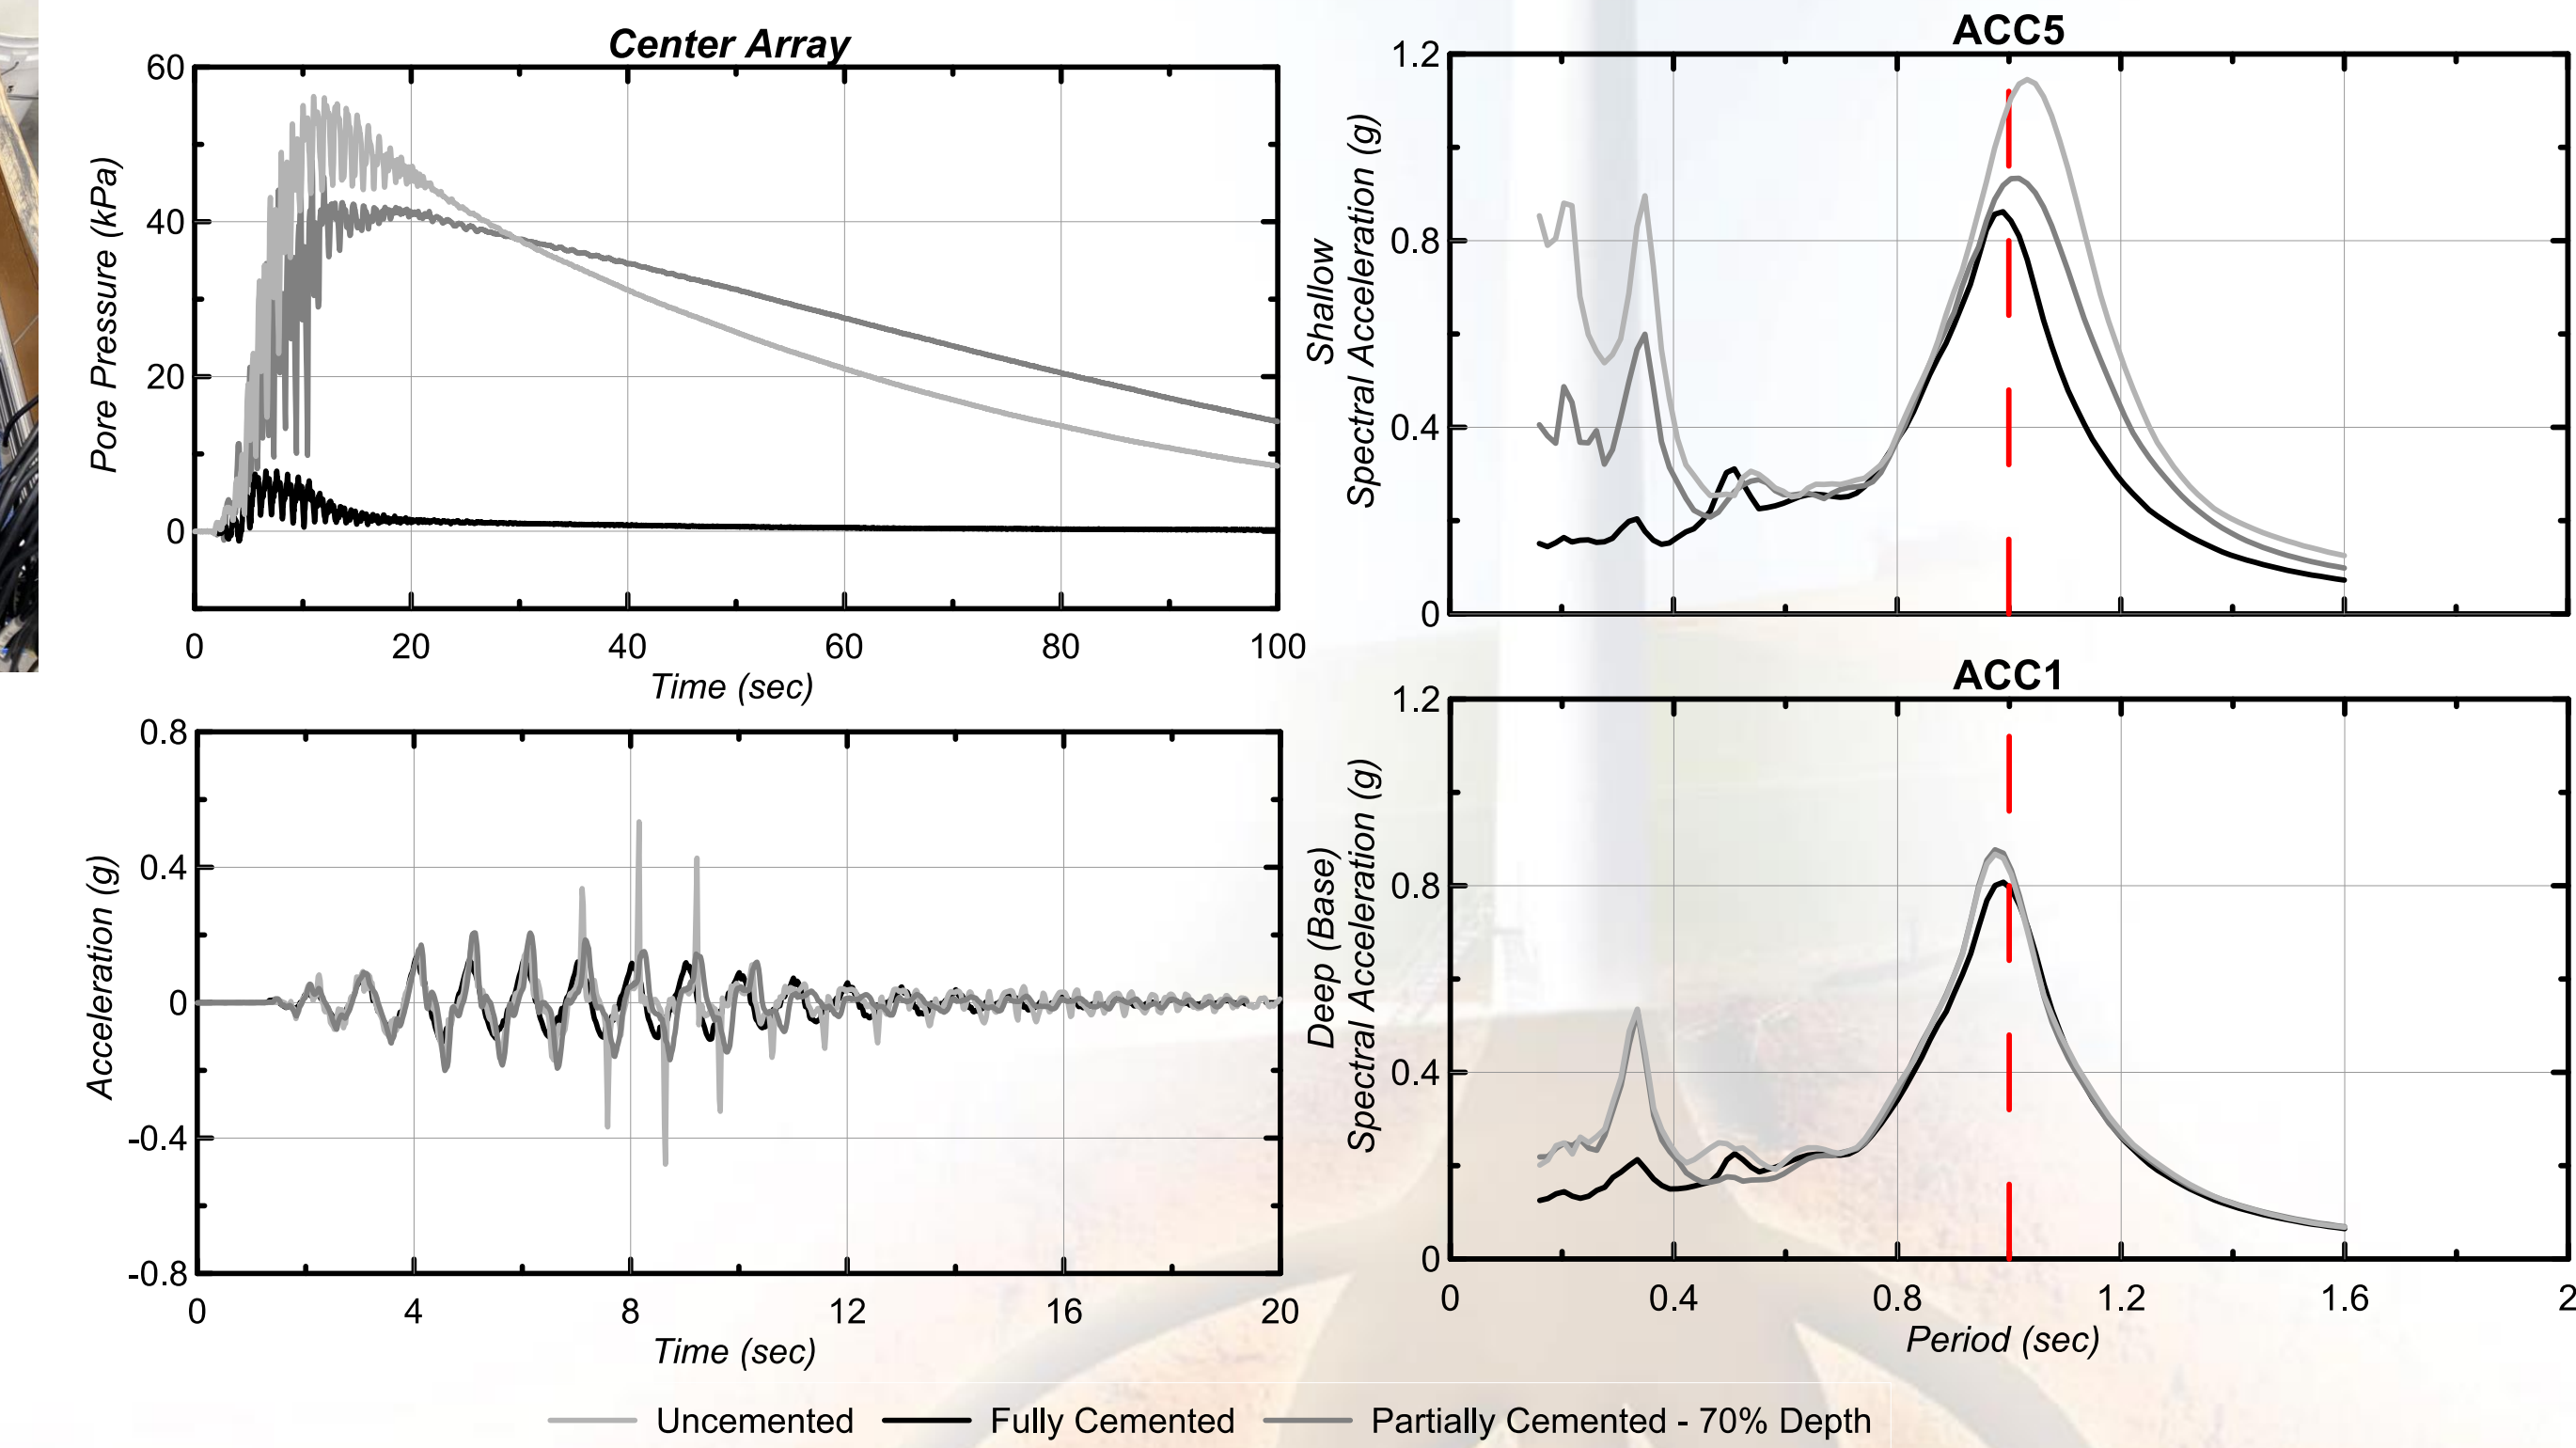 Center Array
60
40
20
0
Pore Pressure (kPa)
0 20 40 60 80 100
Time (sec)
0.8
0.4
0
-0.4
-0.8
Acceleration (g)
0 4 8 12 16 20
Time (sec)
ACC5
1.2
0.8
0.4
0
Shallow
Spectral Acceleration (g)
ACC1
1.2
0.8
0.4
0
Deep (Base)
Spectral Acceleration (g)
0 0.4 0.8 1.2 1.6 2
Period (sec)
Uncemented Fully Cemented Partially Cemented - 70% Depth